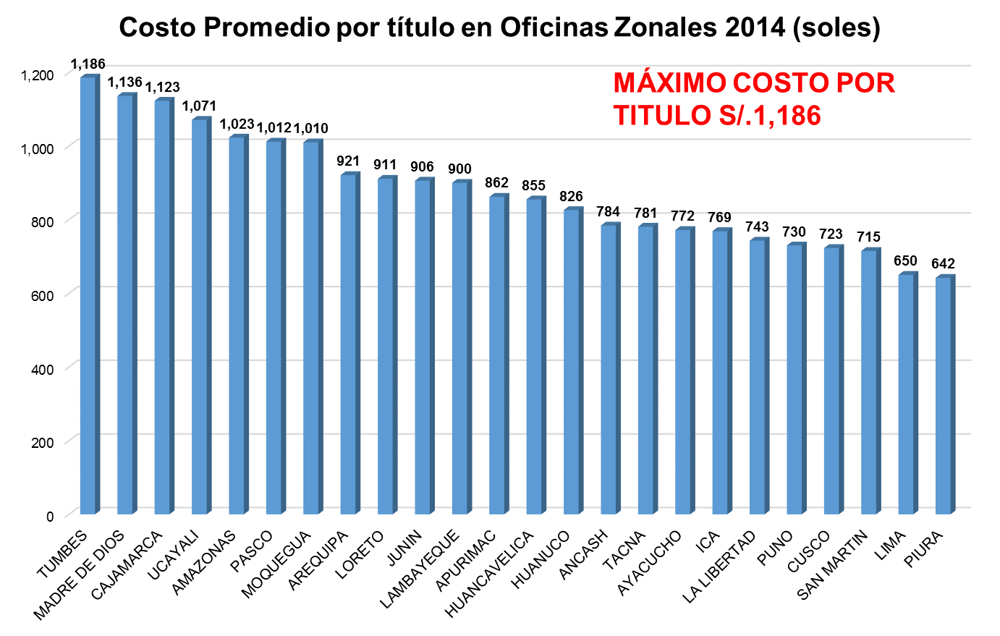 Costo Promedio por título en Oficinas Zonales 2014 (soles)
MÁXIMO COSTO POR
TITULO S/.1,186
1,200
1,000
800
600
400
200
0
1,186
1,136
1,123
1,071
1,023
1,012
1,010
921
911
906
900
862
855
826
784
781
772
769
743
730
723
715
650
642
TUMBES
MADRE DE DIOS
CAJAMARCA
UCAYALI
AMAZONAS
PASCO
MOQUEGUA
AREQUIPA
LORETO
JUNIN
LAMBAYEQUE
APURIMAC
HUANCAVELICA
HUANUCO
ANCASH
TACNA
AYACUCHO
ICA
LA LIBERTAD
PUNO
CUSCO
SAN MARTIN
LIMA
PIURA